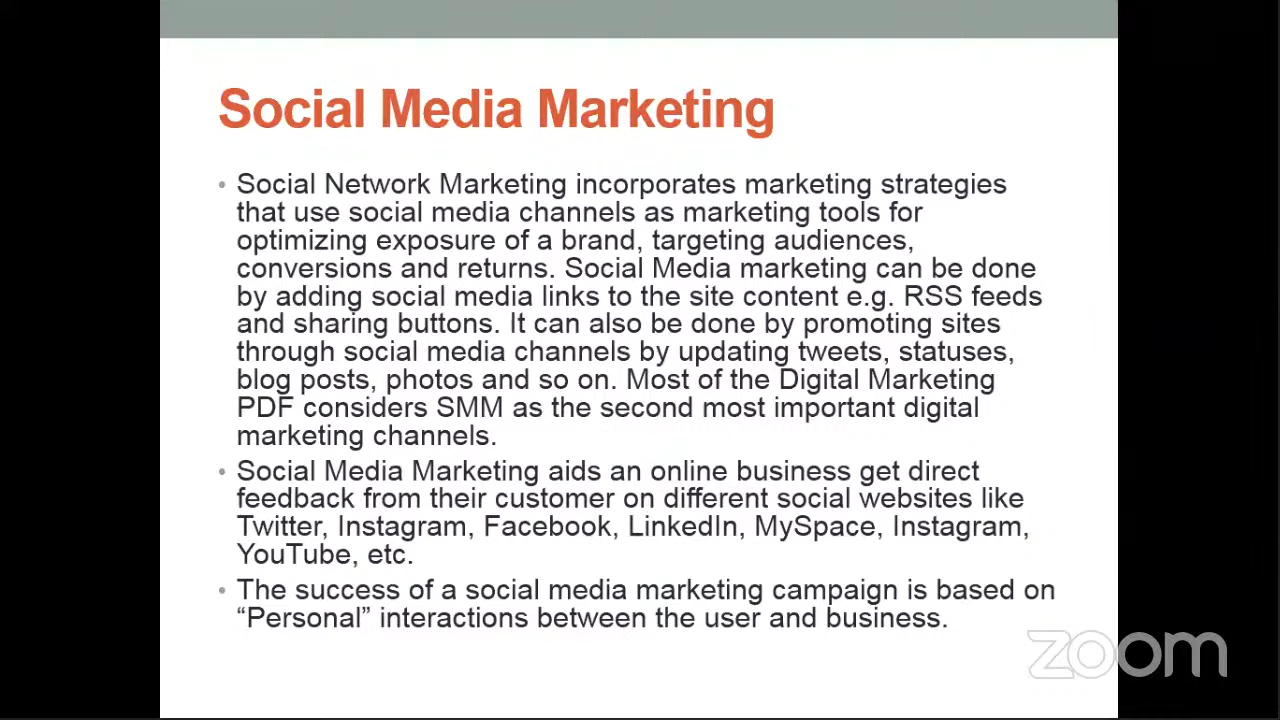 Social Media Marketing
• Social Network Marketing incorporates marketing strategies
that use social media channels as marketing tools for
optimizing exposure of a brand, targeting audiences,
conversions and returns. Social Media marketing can be done
by adding social media links to the site content e.g. RSS feeds
and sharing buttons. It can also be done by promoting sites
through social media channels by updating tweets, statuses,
blog posts, photos and so on. Most of the Digital Marketing
PDF considers SMM as the second most important digital
marketing channels.
• Social Media Marketing aids an online business get direct
feedback from their customer on different social websites like
Twitter, Instagram, Facebook, LinkedIn, MySpace, Instagram,
YouTube, etc.
• The success of a social media marketing campaign is based on
“Personal” interactions between the user and business.
zoom